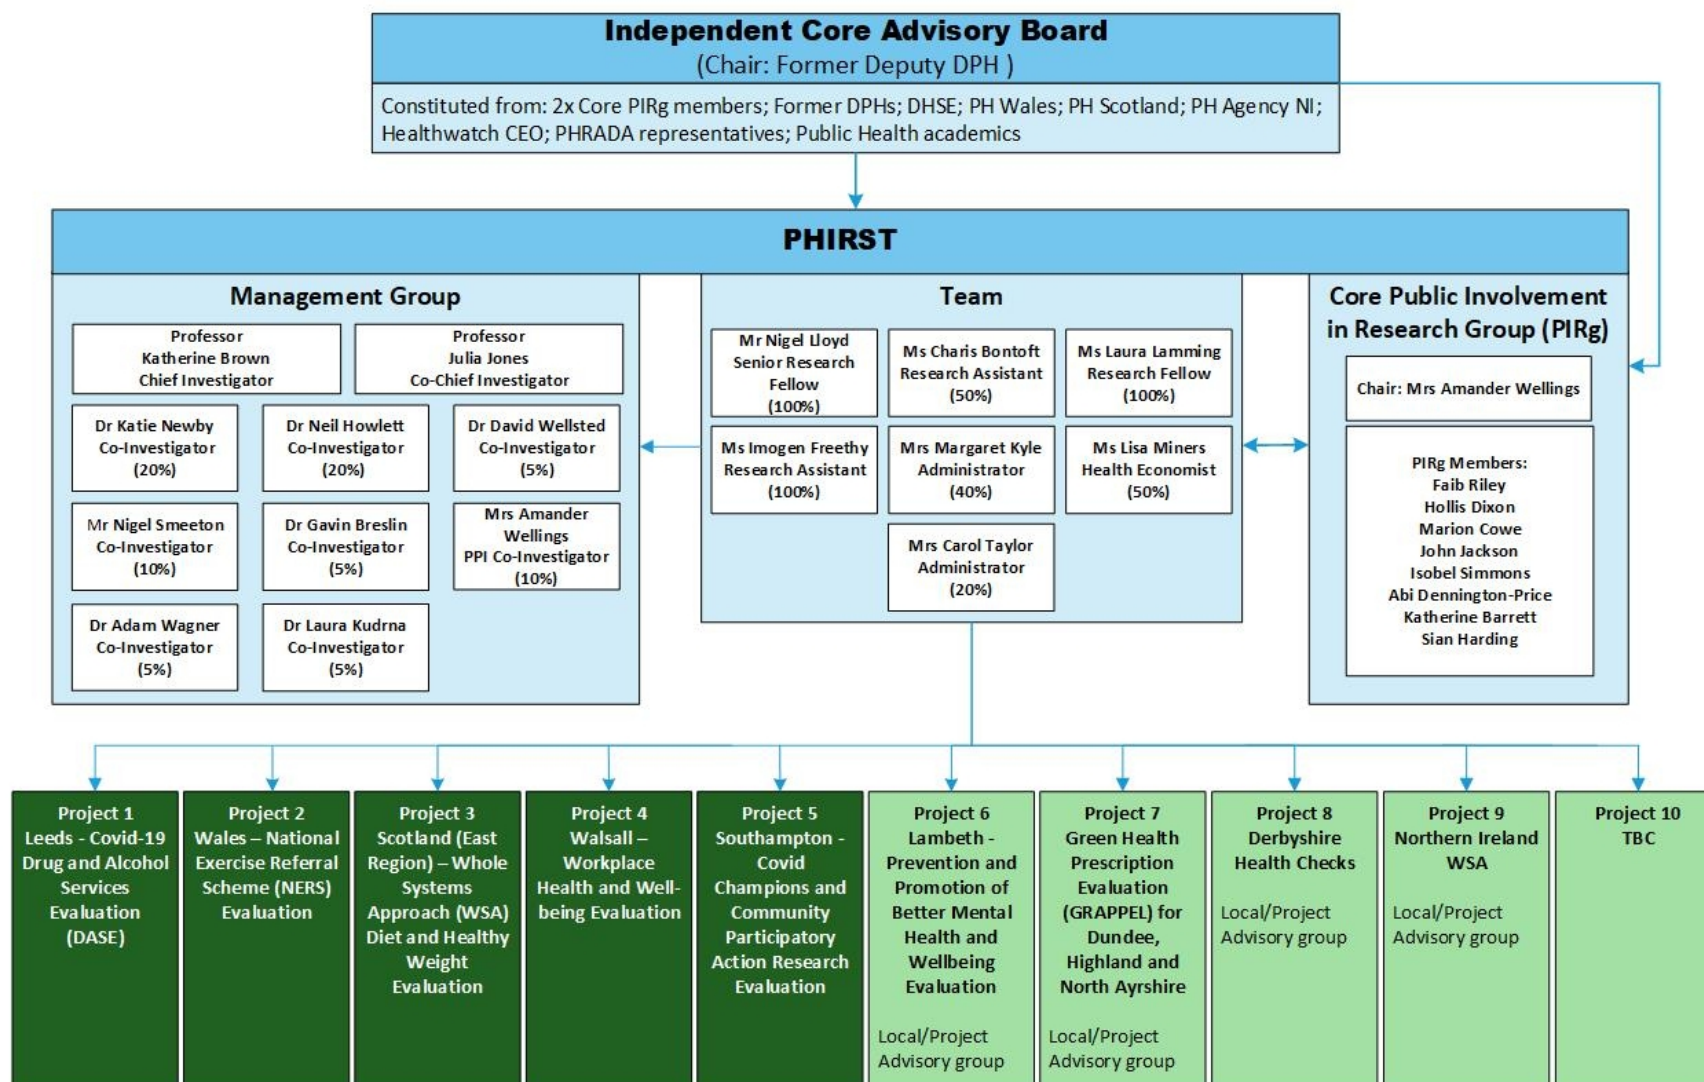 Independent Core Advisory Board
(Chair: Former Deputy DPH )
Constituted from: 2x Core PIRg members; Former DPHs; DHSE; PH Wales; PH Scotland; PH Agency NI;
Healthwatch CEO; PHRADA representatives; Public Health academics
PHIRST
Management Group
Professor
Katherine Brown
Chief Investigator
Professor
Julia Jones
Co-Chief Investigator
Dr Katie Newby
Co-Investigator
(20%)
Dr Neil Howlett
Co-Investigator
(20%)
Dr David Wellsted
Co-Investigator
(5%)
Mr Nigel Smeeton
Co-Investigator
(10%)
Dr Gavin Breslin
Co-Investigator
(5%)
Mrs Amander
Wellings
PPI Co-Investigator
(10%)
Dr Adam Wagner
Co-Investigator
(5%)
Dr Laura Kudrna
Co-Investigator
(5%)
Team
Mr Nigel Lloyd
Senior Research
Fellow
(100%)
Ms Charis Bontoft
Research Assistant
(50%)
Ms Laura Lamming
Research Fellow
(100%)
Ms Imogen Freethy
Research Assistant
(100%)
Mrs Margaret Kyle
Administrator
(40%)
Ms Lisa Miners
Health Economist
(50%)
Mrs Carol Taylor
Administrator
(20%)
Core Public Involvement
in Research Group (PIRg)
Chair: Mrs Amander Wellings
PIRg Members:
Faib Riley
Hollis Dixon
Marion Cowe
John Jackson
Isobel Simmons
Abi Dennington-Price
Katherine Barrett
Sian Harding
Project 1
Leeds - Covid-19
Drug and Alcohol
Services
Evaluation
(DASE)
Project 2
Wales – National
Exercise Referral
Scheme (NERS)
Evaluation
Project 3
Scotland (East
Region) – Whole
Systems
Approach (WSA)
Diet and Healthy
Weight
Evaluation
Project 4
Walsall –
Workplace
Health and Well-
being Evaluation
Project 5
Southampton -
Covid
Champions and
Community
Participatory
Action Research
Evaluation
Project 6
Lambeth -
Prevention and
Promotion of
Better Mental
Health and
Wellbeing
Evaluation
Local/Project
Advisory group
Project 7
Green Health
Prescription
Evaluation
(GRAPPEL) for
Dundee,
Highland and
North Ayrshire
Local/Project
Advisory group
Project 8
Derbyshire
Health Checks
Local/Project
Advisory group
Project 9
Northern Ireland
WSA
Local/Project
Advisory group
Project 10
TBC